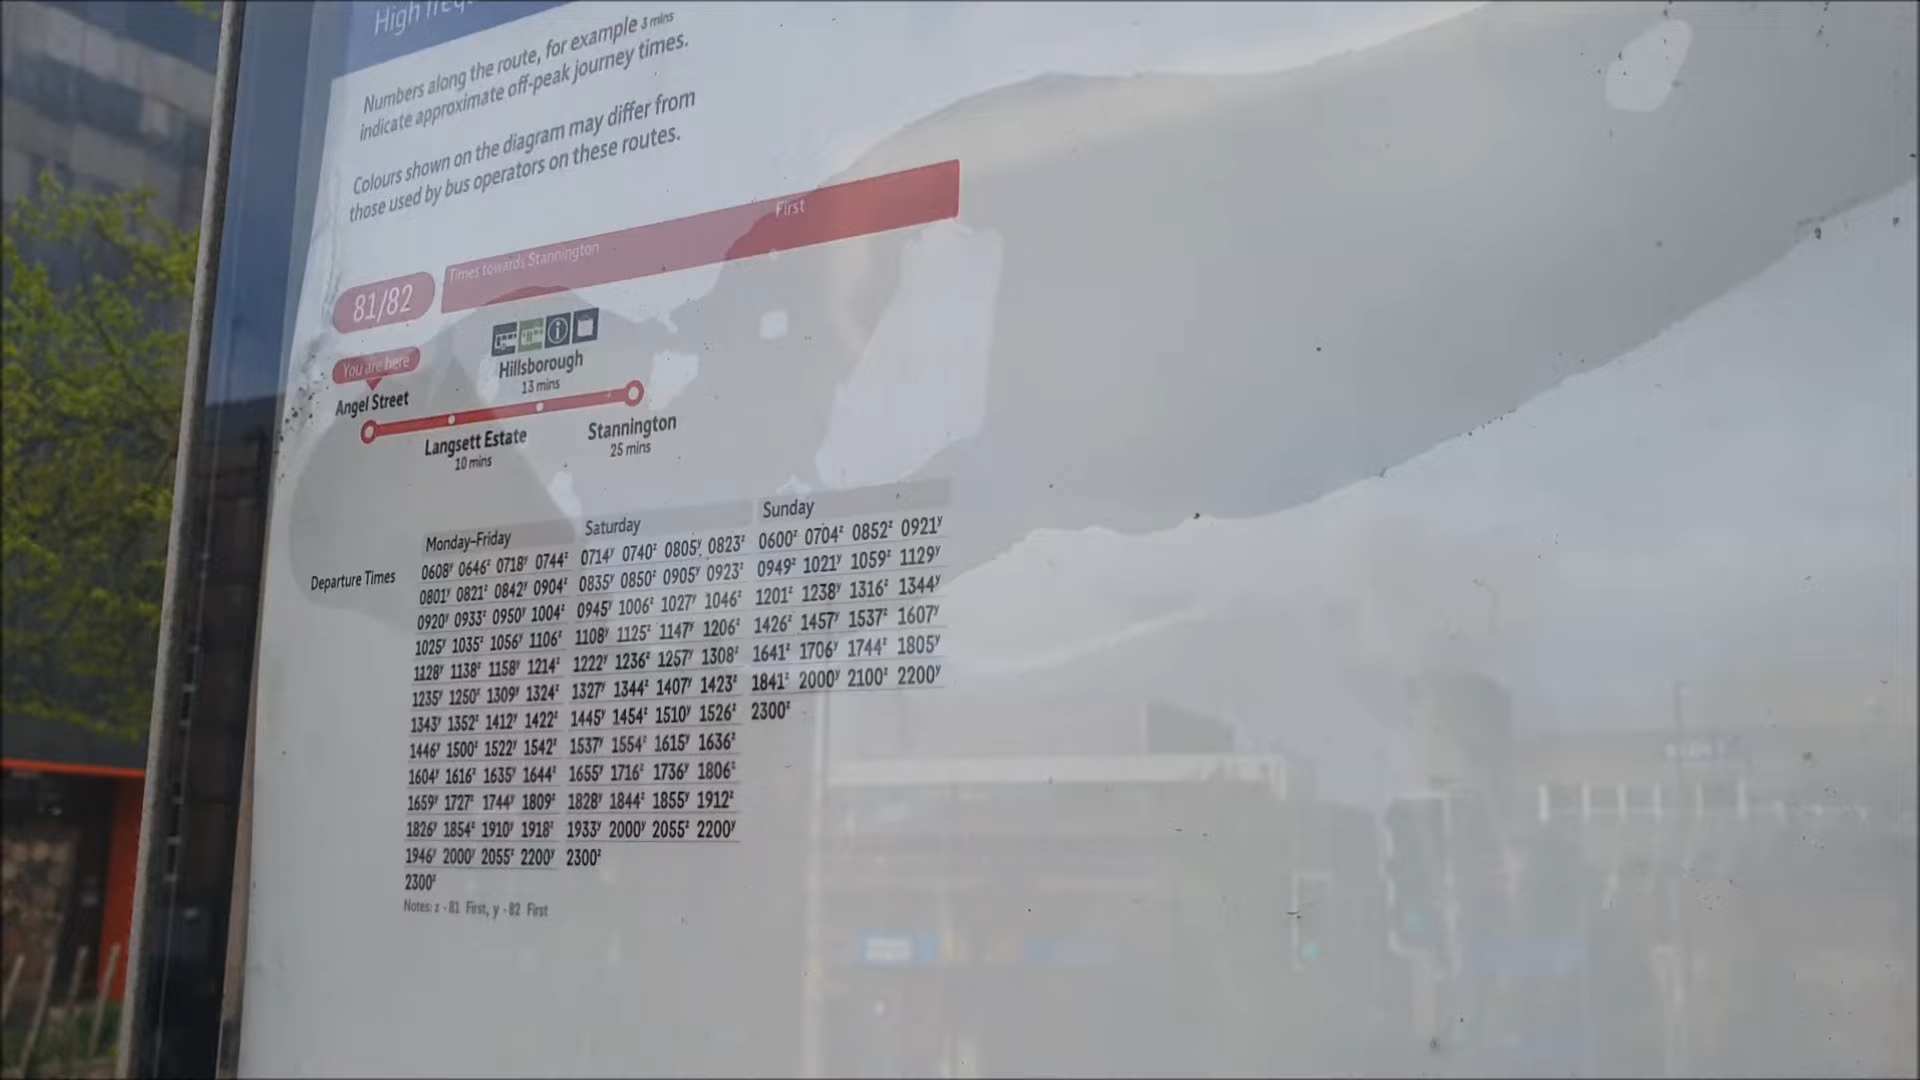 High
Numbers along the route, for example 3 mins
indicate approximate off-peak journey times.
Colours shown on the diagram may differ from
those used by bus operators on these routes.
First
Times towards Stannington
81/82
You are here
Hillsborough
13 mins
Angel Street
Langsett Estate
10 mins
Stannington
25 mins
Departure Times
Monday–Friday
0608ʸ 0646ᶻ 0718ʸ 0744ᶻ
0801ʸ 0821ᶻ 0842ʸ 0904ᶻ
0920ʸ 0933ᶻ 0950ʸ 1004ᶻ
1025ʸ 1035ᶻ 1056ʸ 1106ᶻ
1128ʸ 1138ᶻ 1158ʸ 1214ᶻ
1235ʸ 1250ᶻ 1309ʸ 1324ᶻ
1343ʸ 1352ᶻ 1412ʸ 1422ᶻ
1446ʸ 1500ᶻ 1522ʸ 1542ᶻ
1604ʸ 1616ᶻ 1635ʸ 1644ᶻ
1659ʸ 1727ᶻ 1744ʸ 1809ᶻ
1826ʸ 1854ᶻ 1910ʸ 1918ᶻ
1946ʸ 2000ʸ 2055ᶻ 2200ʸ
2300ᶻ
Saturday
0714ʸ 0740ᶻ 0805ʸ 0823ᶻ
0835ʸ 0850ᶻ 0905ʸ 0923ᶻ
0945ʸ 1006ᶻ 1027ʸ 1046ᶻ
1108ʸ 1125ᶻ 1147ʸ 1206ᶻ
1222ʸ 1236ᶻ 1257ʸ 1308ᶻ
1327ʸ 1344ᶻ 1407ʸ 1423ᶻ
1445ʸ 1454ᶻ 1510ʸ 1526ᶻ
1537ʸ 1554ᶻ 1615ʸ 1636ᶻ
1655ʸ 1716ᶻ 1736ʸ 1806ᶻ
1828ʸ 1844ᶻ 1855ʸ 1912ᶻ
1933ʸ 2000ʸ 2055ᶻ 2200ʸ
2300ᶻ
Sunday
0600ᶻ 0704ᶻ 0852ᶻ 0921ʸ
0949ᶻ 1021ʸ 1059ᶻ 1129ʸ
1201ᶻ 1238ʸ 1316ᶻ 1344ʸ
1426ᶻ 1457ʸ 1537ᶻ 1607ʸ
1641ᶻ 1706ʸ 1744ᶻ 1805ʸ
1841ᶻ 2000ʸ 2100ᶻ 2200ʸ
2300ᶻ
Notes: z - 81 First, y - 82 First